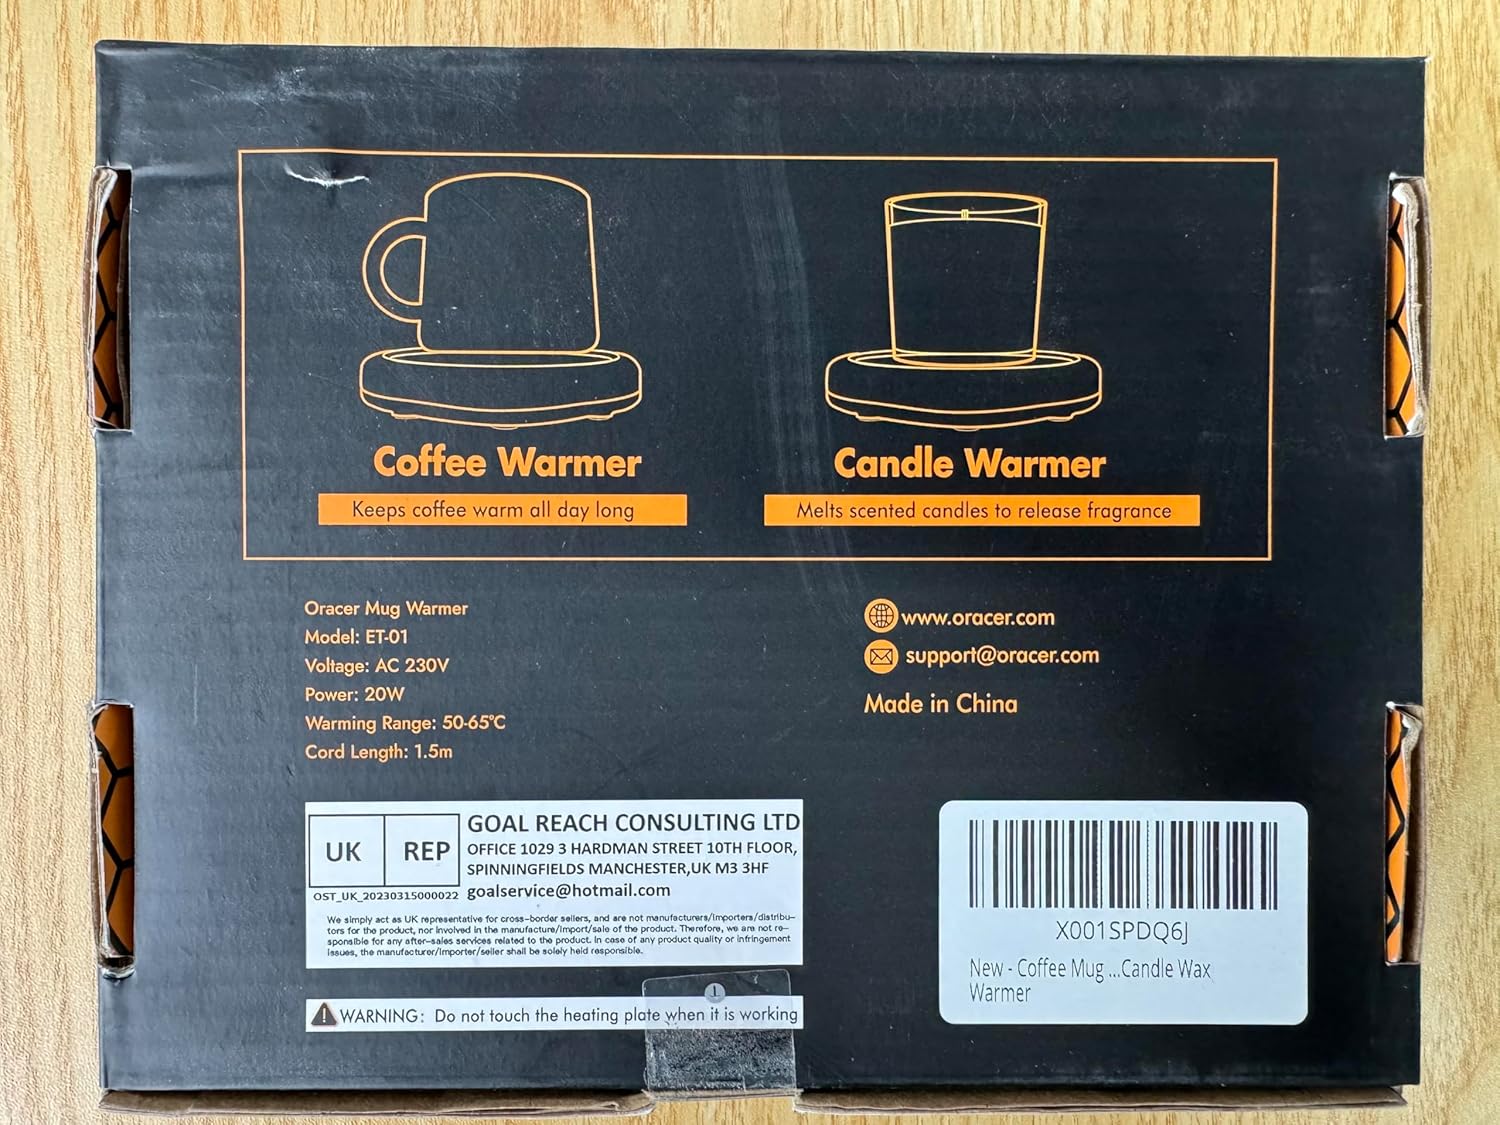 Coffee Warmer
Keeps coffee warm all day long
Candle Warmer
Melts scented candles to release fragrance
Oracer Mug Warmer
Model: ET-01
Voltage: AC 230V
Power: 20W
Warming Range: 50-65℃
Cord Length: 1.5m
www.oracer.com
support@oracer.com
Made in China
UK REP
OST_UK_20230315000022
GOAL REACH CONSULTING LTD
OFFICE 1029 3 HARDMAN STREET 10TH FLOOR,
SPINNINGFIELDS MANCHESTER,UK M3 3HF
goalservice@hotmail.com
We simply act as UK representative for cross-border sellers, and are not manufacturers/importers/distribu-
tors for the product, nor involved in the manufacture/import/sale of the product. Therefore, we are not re-
sponsible for any after-sales services related to the product. In case of any product quality or infringement
issues, the manufacturer/importer/seller shall be solely held responsible.
WARNING: Do not touch the heating plate when it is working
1
X001SPDQ6J
New - Coffee Mug ...Candle Wax
Warmer